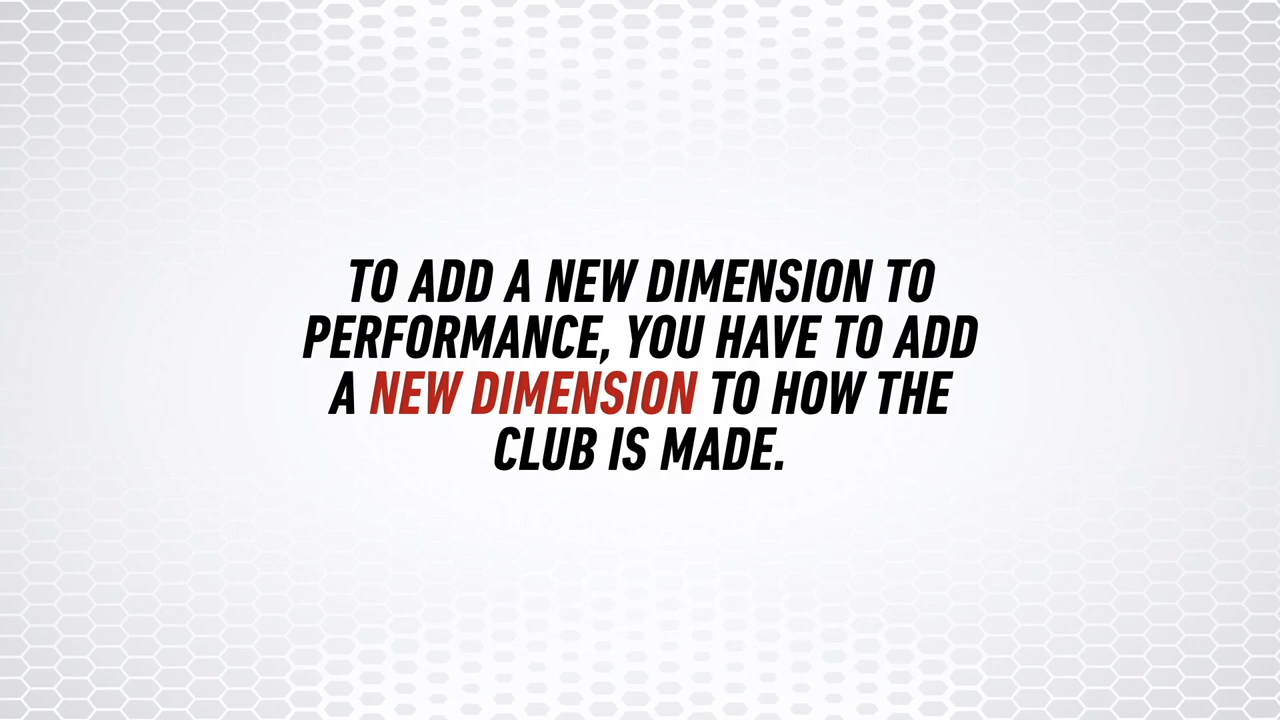 TO ADD A NEW DIMENSION TO
PERFORMANCE, YOU HAVE TO ADD
A NEW DIMENSION TO HOW THE
CLUB IS MADE.